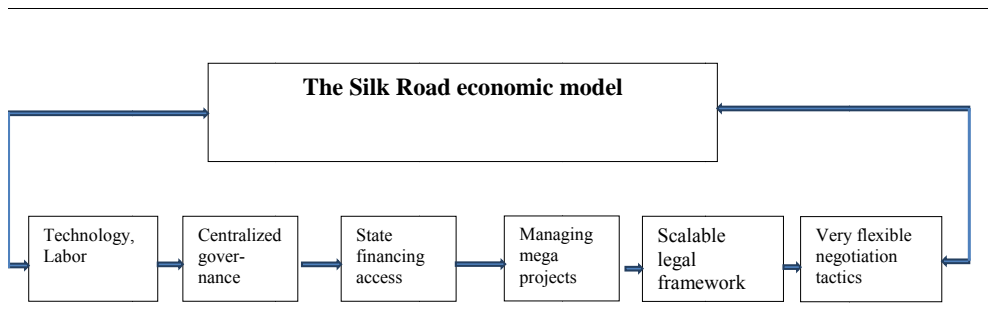 The Silk Road economic model
Technology,
Labor
Centralized
gover-
nance
State
financing
access
Managing
mega
projects
Scalable
legal
framework
Very flexible
negotiation
tactics